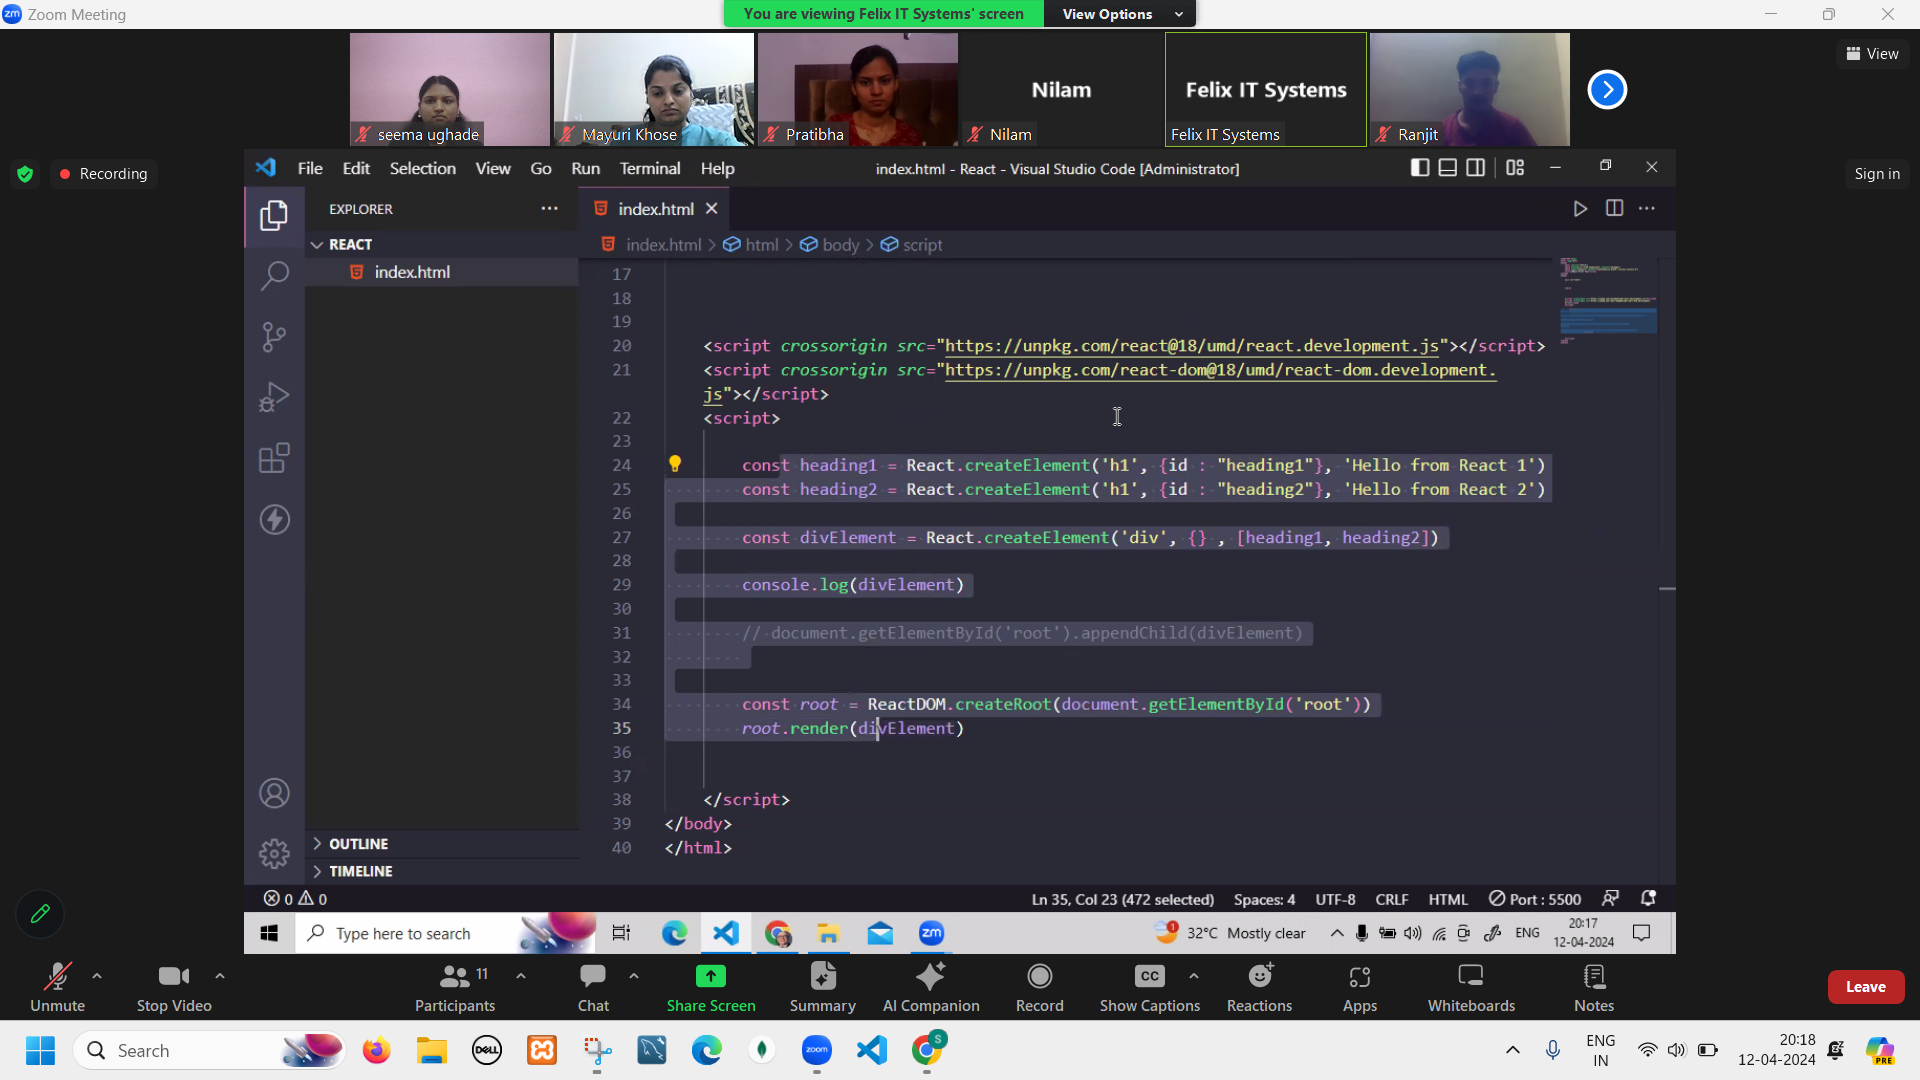 Zoom Meeting
You are viewing Felix IT Systems' screen
View Options
View
seema ughade
Mayuri Khose
Pratibha
Nilam
Nilam
Felix IT Systems
Felix IT Systems
Ranjit
Recording
Sign in
File Edit Selection View Go Run Terminal Help
index.html - React - Visual Studio Code [Administrator]
EXPLORER
index.html
REACT
index.html > html > body > script
index.html
17
18
19
20 <script crossorigin src="https://unpkg.com/react@18/umd/react.development.js"></script>
21 <script crossorigin src="https://unpkg.com/react-dom@18/umd/react-dom.development.
js"></script>
22 <script>
23
24 const heading1 = React.createElement('h1', {id : "heading1"}, 'Hello from React 1')
25 const heading2 = React.createElement('h1', {id : "heading2"}, 'Hello from React 2')
26
27 const divElement = React.createElement('div', {} , [heading1, heading2])
28
29 console.log(divElement)
30
31 // document.getElementById('root').appendChild(divElement)
32
33
34 const root = ReactDOM.createRoot(document.getElementById('root'))
35 root.render(divElement)
36
37
38 </script>
39 </body>
40 </html>
OUTLINE
TIMELINE
0 0
Ln 35, Col 23 (472 selected) Spaces: 4 UTF-8 CRLF HTML Port : 5500
Type here to search
zm
1
32°C Mostly clear
ENG
20:17
12-04-2024
Unmute
Stop Video
Participants
11
Chat
Share Screen
Summary
AI Companion
Record
CC
Show Captions
Reactions
Apps
Whiteboards
Notes
Leave
Search
DELL
zoom
S
ENG
IN
20:18
12-04-2024
PRE